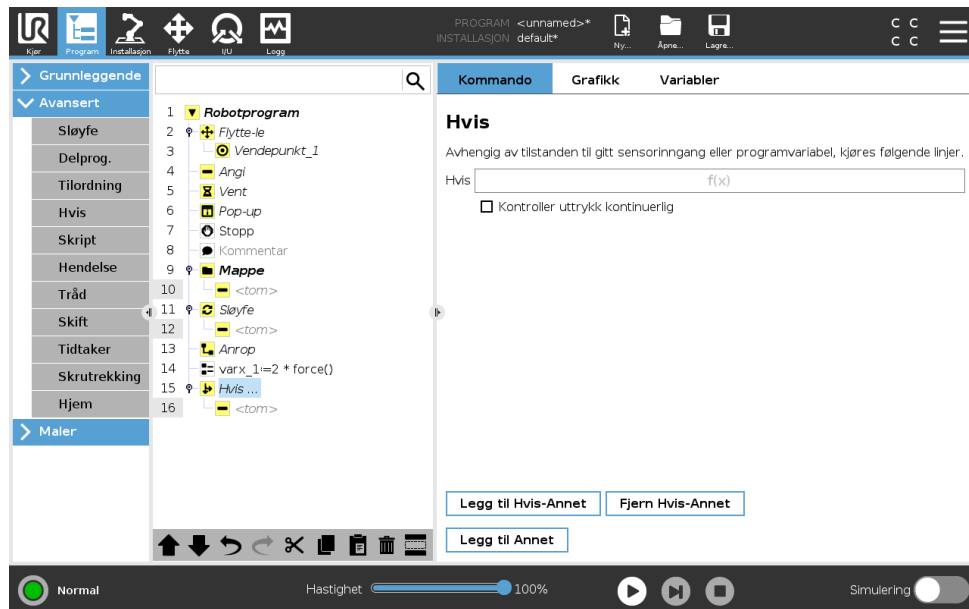 PROGRAM <unnamed>*
INSTALLASJON default*
Kjør Program Installasjon Flytte I/U Logg Ny... Åpne... Lagre...
C C
C C
Grunnleggende
Avansert
Sløyfe
Delprog.
Tilordning
Hvis
Skript
Hendelse
Tråd
Skift
Tidtaker
Skrutrekking
Hjem
Maler
1 Robotprogram
2 Flytte-le
3 Vendepunkt_1
4 Angi
5 Vent
6 Pop-up
7 Stopp
8 Kommentar
9 Mappe
10 <tom>
11 Sløyfe
12 <tom>
13 Anrop
14 varx_1:=2 * force()
15 Hvis ...
16 <tom>
Kommando Grafikk Variabler
Hvis
Avhengig av tilstanden til gitt sensorinngang eller programvariabel, kjøres følgende linjer.
Hvis f(x)
Kontroller uttrykk kontinuerlig
Legg til Hvis-Annet Fjern Hvis-Annet
Legg til Annet
Normal Hastighet 100% Simulering